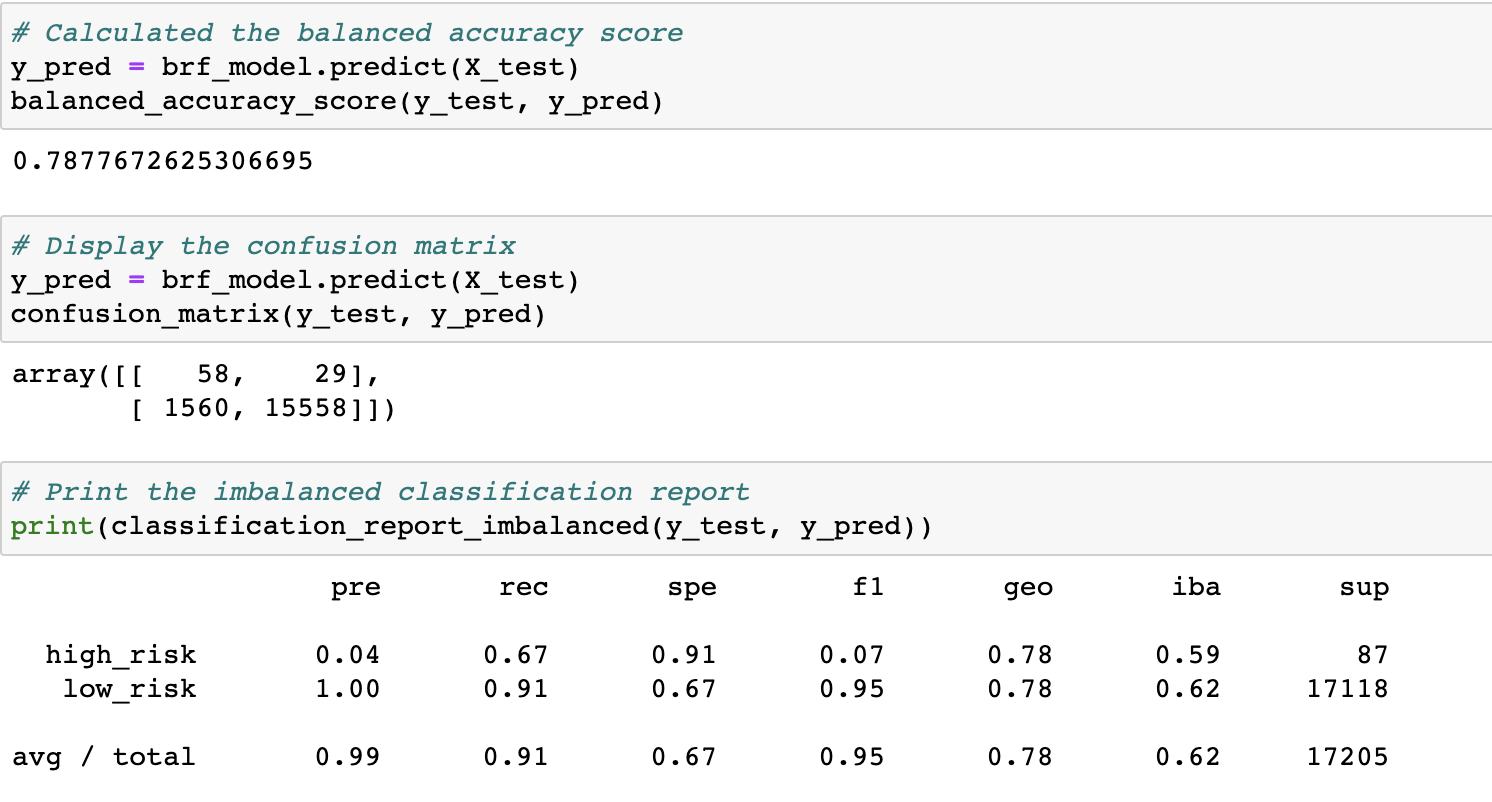 # Calculated the balanced accuracy score
y_pred = brf_model.predict(X_test)
balanced_accuracy_score(y_test, y_pred)
0.7877672625306695
# Display the confusion matrix
y_pred = brf_model.predict(X_test)
confusion_matrix(y_test, y_pred)
array([[   58,    29],
       [ 1560, 15558]])
# Print the imbalanced classification report
print(classification_report_imbalanced(y_test, y_pred))
                   pre       rec       spe        f1       geo       iba       sup
  high_risk       0.04      0.67      0.91      0.07      0.78      0.59        87
   low_risk       1.00      0.91      0.67      0.95      0.78      0.62     17118
avg / total       0.99      0.91      0.67      0.95      0.78      0.62     17205